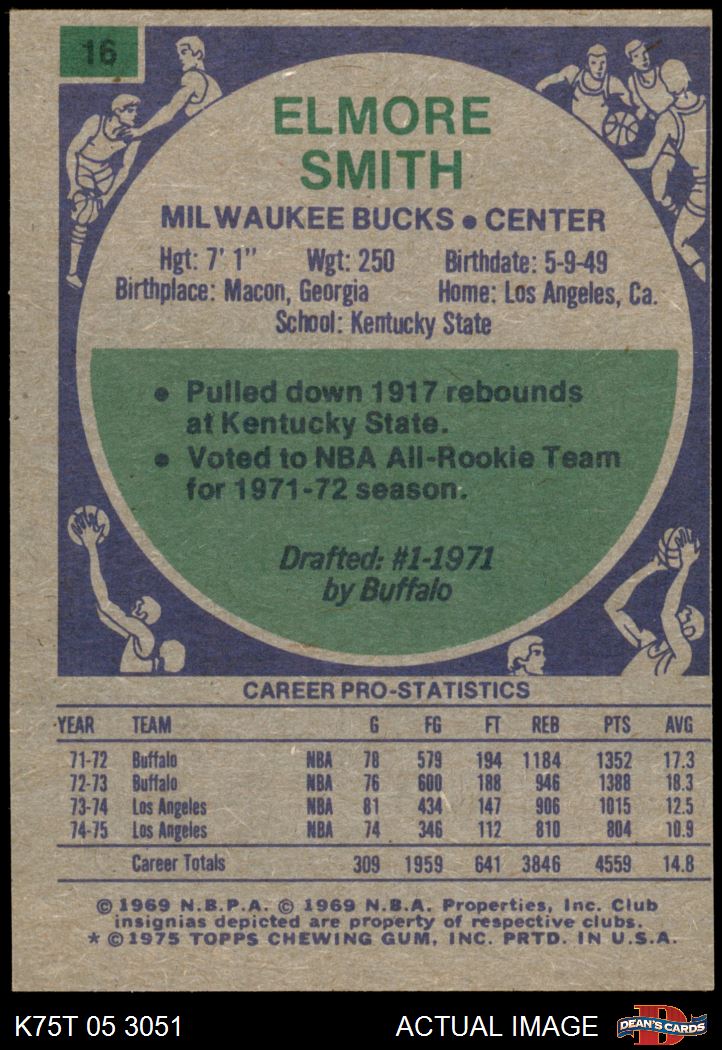 16
ELMORE
SMITH
MILWAUKEE BUCKS • CENTER
Hgt: 7' 1" Wgt: 250 Birthdate: 5-9-49
Birthplace: Macon, Georgia Home: Los Angeles, Ca.
School: Kentucky State
• Pulled down 1917 rebounds
at Kentucky State.
• Voted to NBA All-Rookie Team
for 1971-72 season.
Drafted: #1-1971
by Buffalo
CAREER PRO-STATISTICS
YEAR TEAM G FG FT REB PTS AVG
71-72 Buffalo NBA 78 579 194 1184 1352 17.3
72-73 Buffalo NBA 76 600 188 946 1388 18.3
73-74 Los Angeles NBA 81 434 147 906 1015 12.5
74-75 Los Angeles NBA 74 346 112 810 804 10.9
Career Totals 309 1959 641 3846 4559 14.8
© 1969 N.B.P.A. © 1969 N.B.A. Properties, Inc. Club
insignias depicted are property of respective clubs.
* © 1975 TOPPS CHEWING GUM, INC. PRTD. IN U.S.A.
K75T 05 3051 ACTUAL IMAGE D DEAN'S CARDS